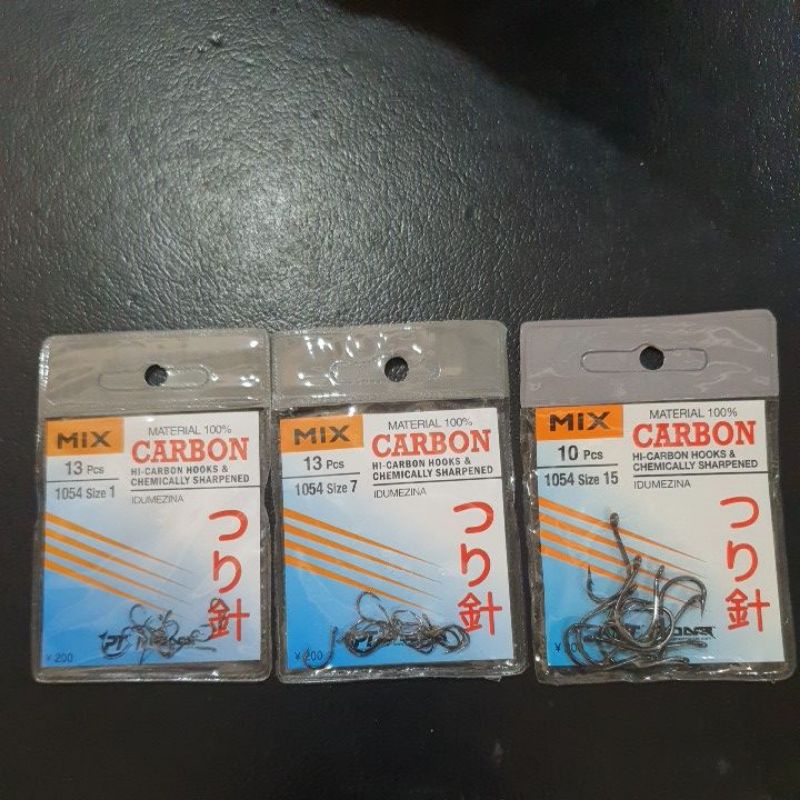 MIX
MATERIAL 100%
CARBON
13 Pcs
HI-CARBON HOOKS &
CHEMICALLY SHARPENED
1054 Size 1
IDUMEZINA
つり針
PT
¥200
MIX
MATERIAL 100%
CARBON
13 Pcs
HI-CARBON HOOKS &
CHEMICALLY SHARPENED
1054 Size 7
IDUMEZINA
つり針
PT
¥200
MIX
MATERIAL 100%
CARBON
10 Pcs
HI-CARBON HOOKS &
CHEMICALLY SHARPENED
1054 Size 15
IDUMEZINA
つり針